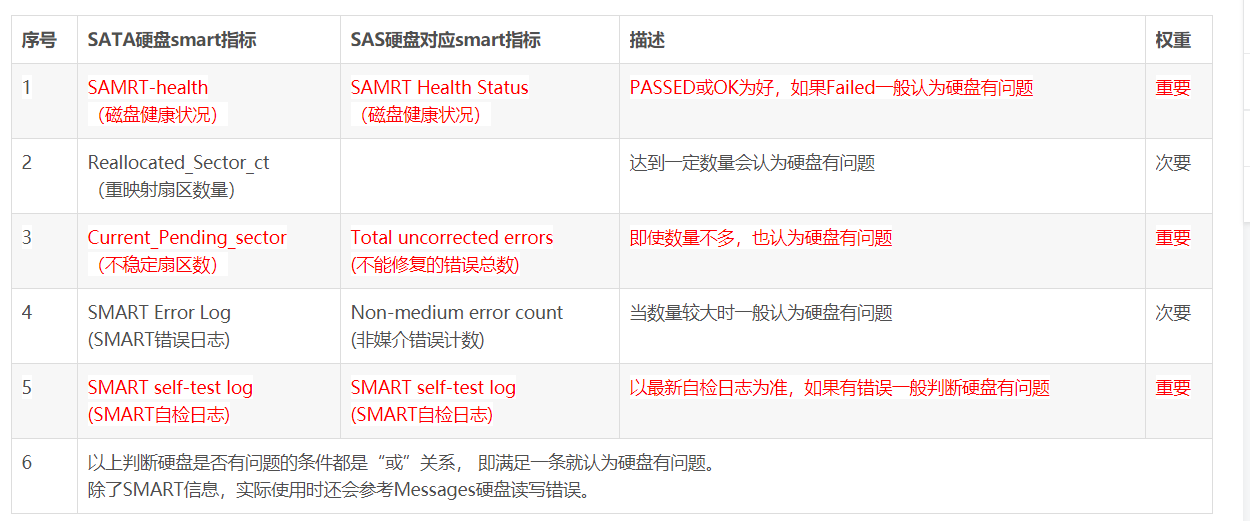 序号 SATA硬盘smart指标 SAS硬盘对应smart指标 描述 权重
1 SAMRT-health SAMRT Health Status PASSED或OK为好，如果Failed一般认为硬盘有问题 重要
（磁盘健康状况） （磁盘健康状况）
2 Reallocated_Sector_ct 达到一定数量会认为硬盘有问题 次要
（重映射扇区数量）
3 Current_Pending_sector Total uncorrected errors 即使数量不多，也认为硬盘有问题 重要
（不稳定扇区数） (不能修复的错误总数)
4 SMART Error Log Non-medium error count 当数量较大时一般认为硬盘有问题 次要
(SMART错误日志) (非媒介错误计数)
5 SMART self-test log SMART self-test log 以最新自检日志为准，如果有错误一般判断硬盘有问题 重要
(SMART自检日志) (SMART自检日志)
6 以上判断硬盘是否有问题的条件都是“或”关系， 即满足一条就认为硬盘有问题。
除了SMART信息，实际使用时还会参考Messages硬盘读写错误。